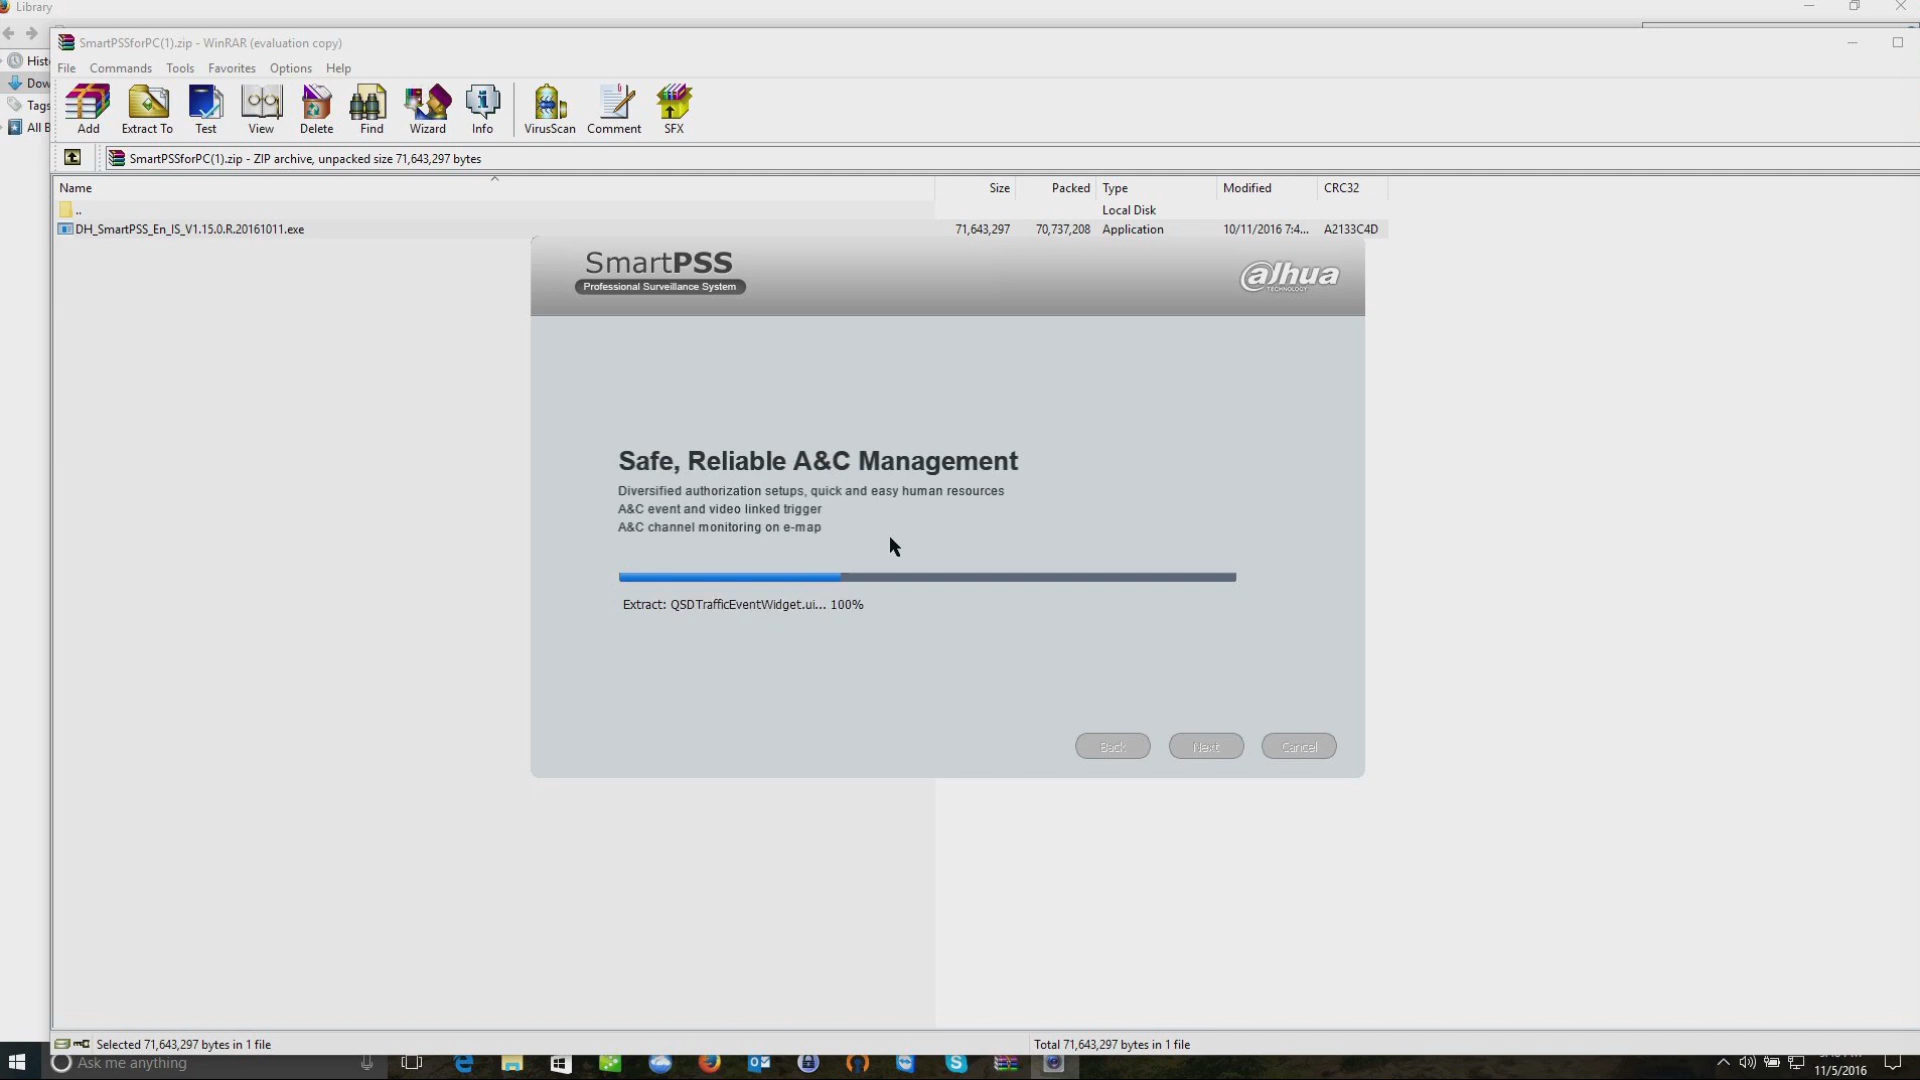 Library
SmartPSSforPC(1).zip - WinRAR (evaluation copy)
File Commands Tools Favorites Options Help
Hist
Dow
Tags
All B
Add Extract To Test View Delete Find Wizard Info VirusScan Comment SFX
SmartPSSforPC(1).zip - ZIP archive, unpacked size 71,643,297 bytes
Name Size Packed Type Modified CRC32
.. Local Disk
DH_SmartPSS_En_IS_V1.15.0.R.20161011.exe 71,643,297 70,737,208 Application 10/11/2016 7:4... A2133C4D
SmartPSS
Professional Surveillance System
alhua
TECHNOLOGY
Safe, Reliable A&C Management
Diversified authorization setups, quick and easy human resources
A&C event and video linked trigger
A&C channel monitoring on e-map
Extract: QSDTrafficEventWidget.ui... 100%
Back Next Cancel
Selected 71,643,297 bytes in 1 file Total 71,643,297 bytes in 1 file
Ask me anything
11/5/2016